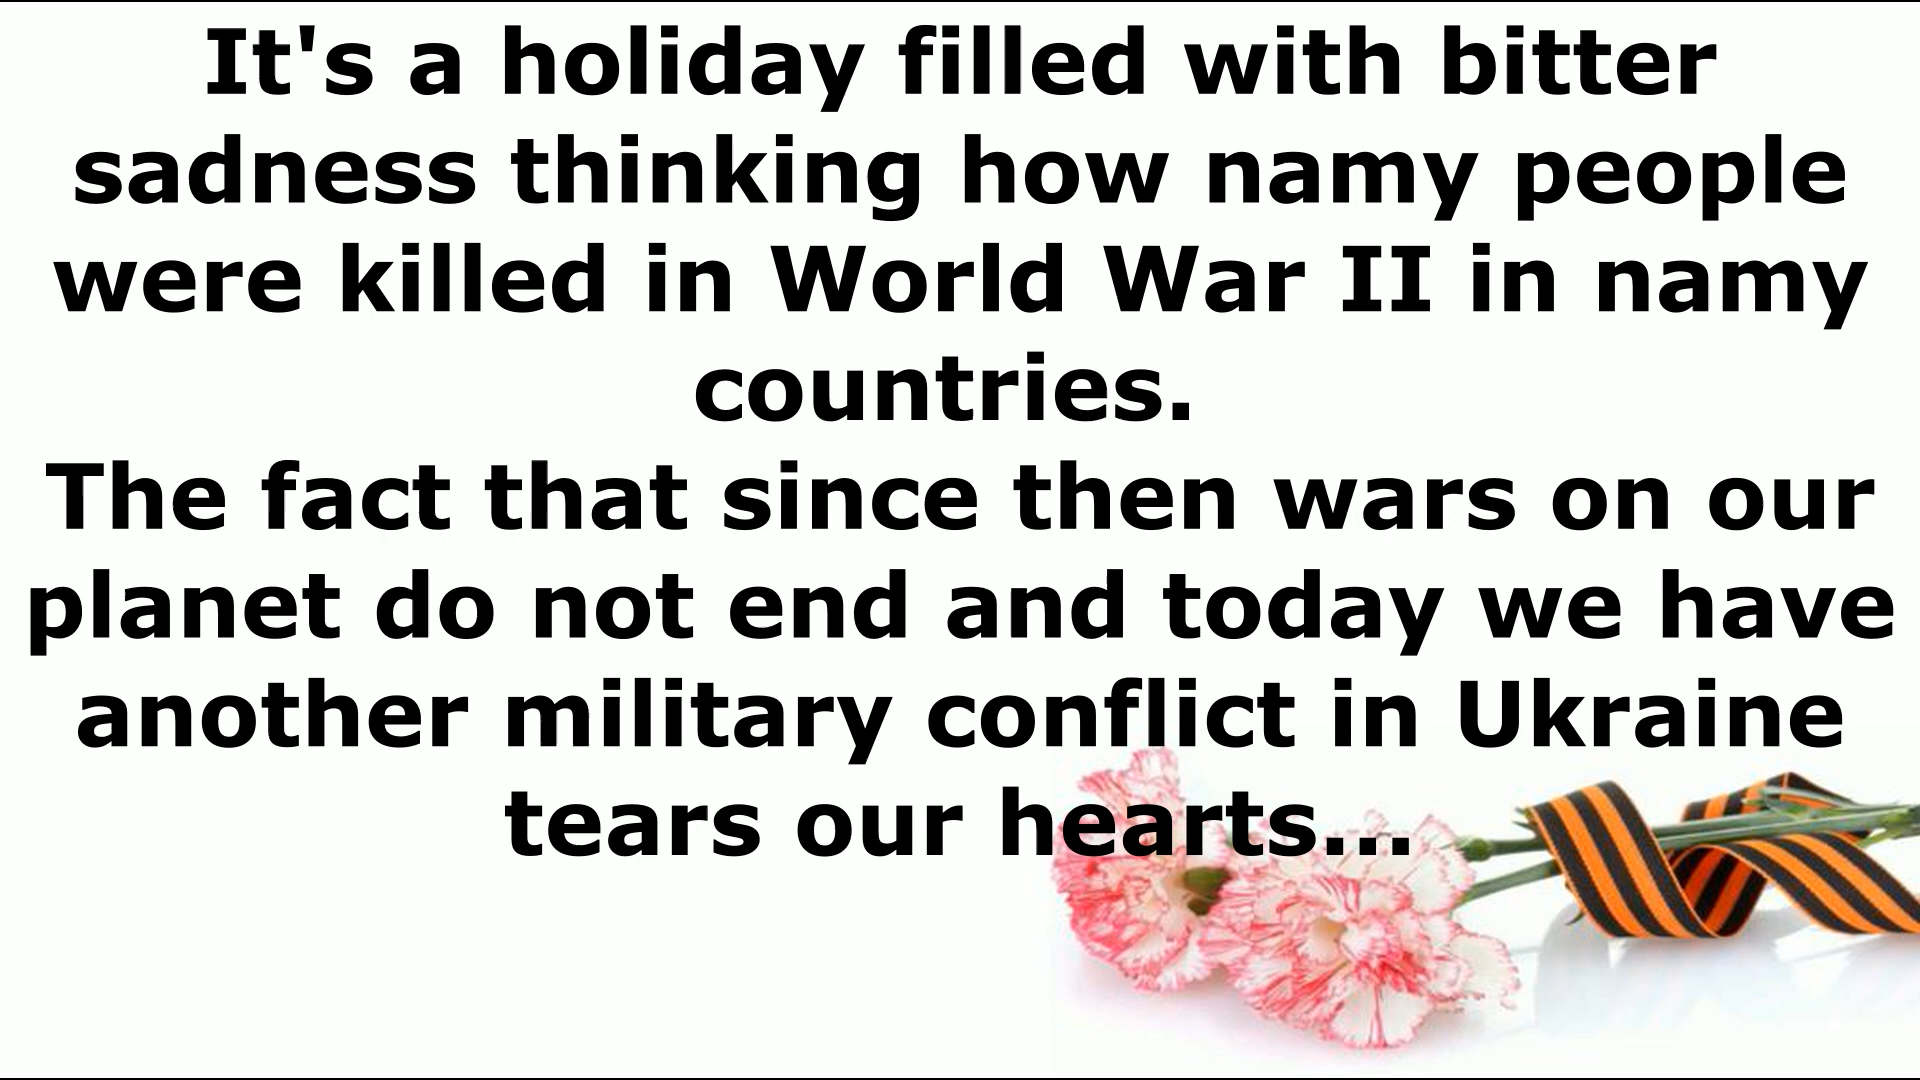 It's a holiday filled with bitter
sadness thinking how namy people
were killed in World War II in namy
countries.
The fact that since then wars on our
planet do not end and today we have
another military conflict in Ukraine
tears our hearts...